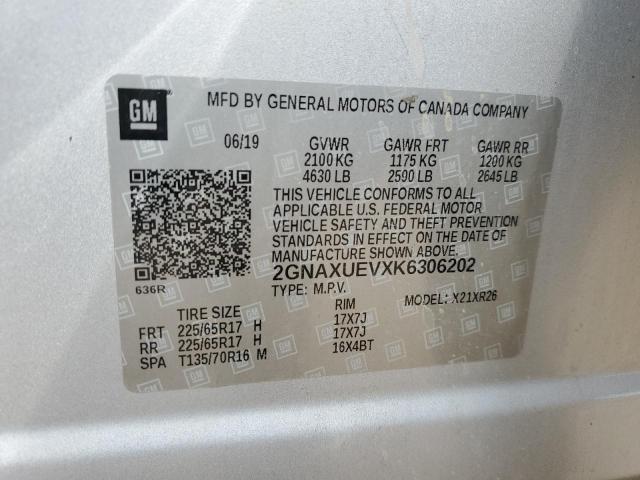 GM MFD BY GENERAL MOTORS OF CANADA COMPANY
06/19 GVWR GAWR FRT GAWR RR
2100 KG 1175 KG 1200 KG
4630 LB 2590 LB 2645 LB
THIS VEHICLE CONFORMS TO ALL
APPLICABLE U.S. FEDERAL MOTOR
VEHICLE SAFETY AND THEFT PREVENTION
STANDARDS IN EFFECT ON THE DATE OF
MANUFACTURE SHOWN ABOVE.
2GNAXUEVXK6306202
636R TYPE: M.P.V. MODEL: X21XR26
TIRE SIZE RIM
FRT 225/65R17 H 17X7J
RR 225/65R17 H 17X7J
SPA T135/70R16 M 16X4BT